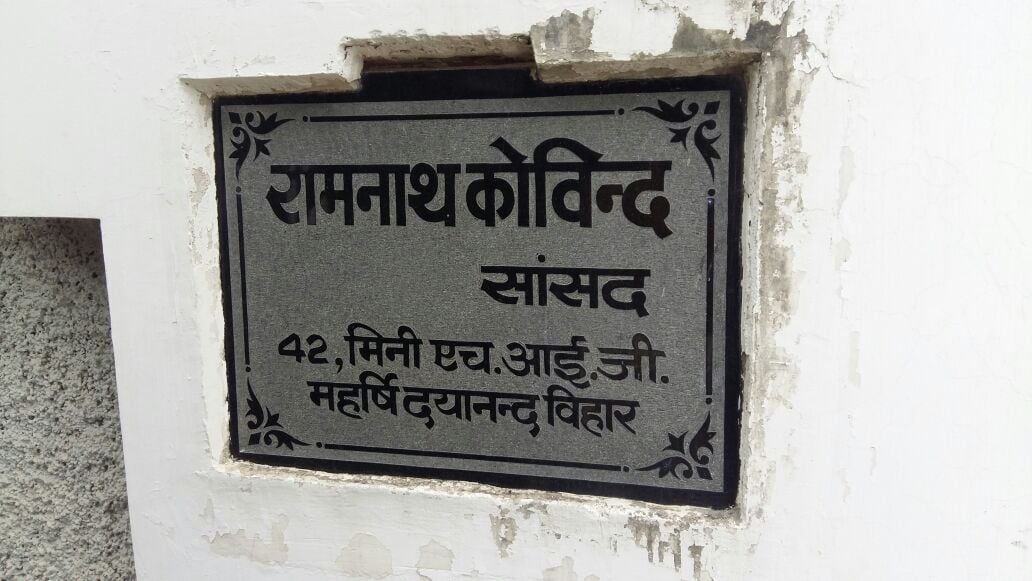 रामनाथ कोविन्द
सांसद
42, मिनी एच.आई.जी.
महर्षि दयानन्द विहार